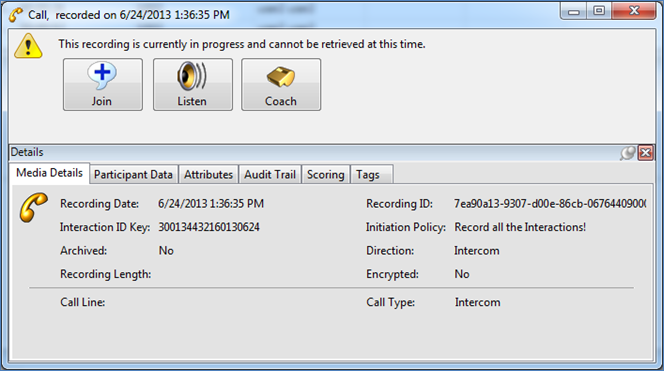 Call, recorded on 6/24/2013 1:36:35 PM
This recording is currently in progress and cannot be retrieved at this time.
Join Listen Coach
Details
Media Details Participant Data Attributes Audit Trail Scoring Tags
Recording Date: 6/24/2013 1:36:35 PM Recording ID: 7ea90a13-9307-d00e-86cb-06764409000
Interaction ID Key: 300134432160130624 Initiation Policy: Record all the Interactions!
Archived: No Direction: Intercom
Recording Length: Encrypted: No
Call Line: Call Type: Intercom